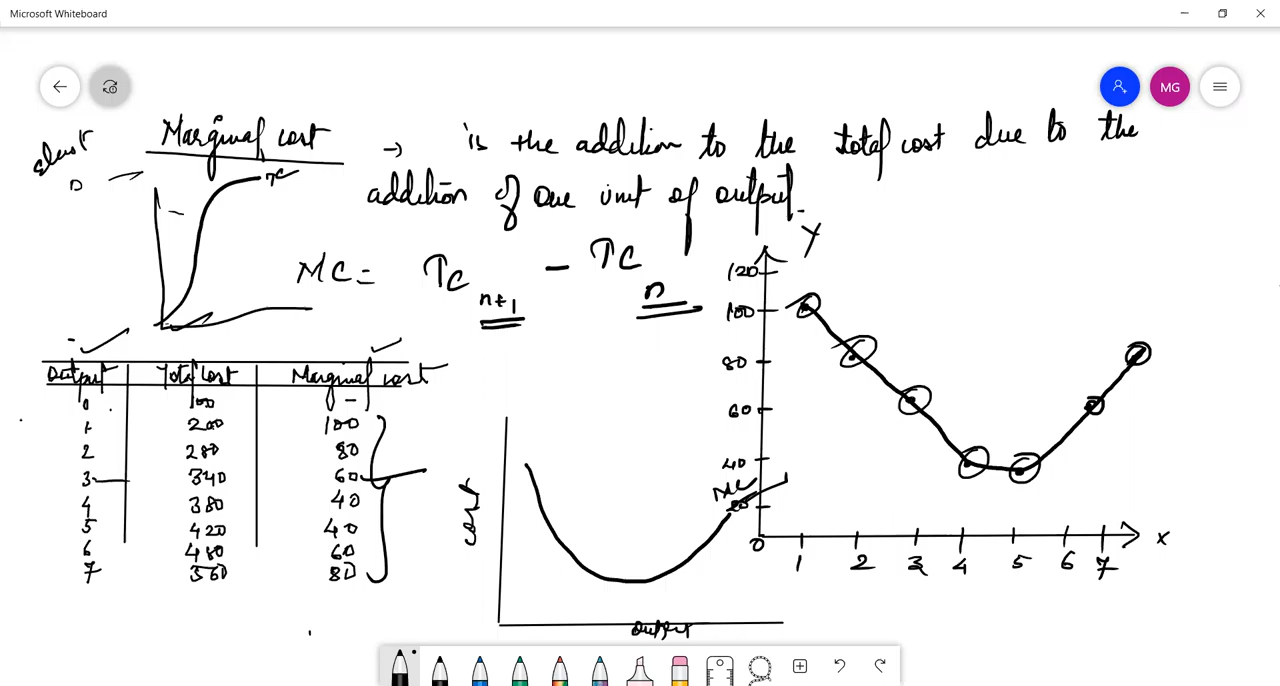 Microsoft Whiteboard
MG
Marginal cost → is the addition to the total cost due to the
addition of one unit of output.
TC
MC = TC n+1 - TC n
Output Total cost Marginal cost
0 100 -
1 200 100
2 280 80
3 340 60
4 380 40
5 420 40
6 480 60
7 560 80
cost
MC
output
Y
120
100
80
60
40
20
0 1 2 3 4 5 6 7 x